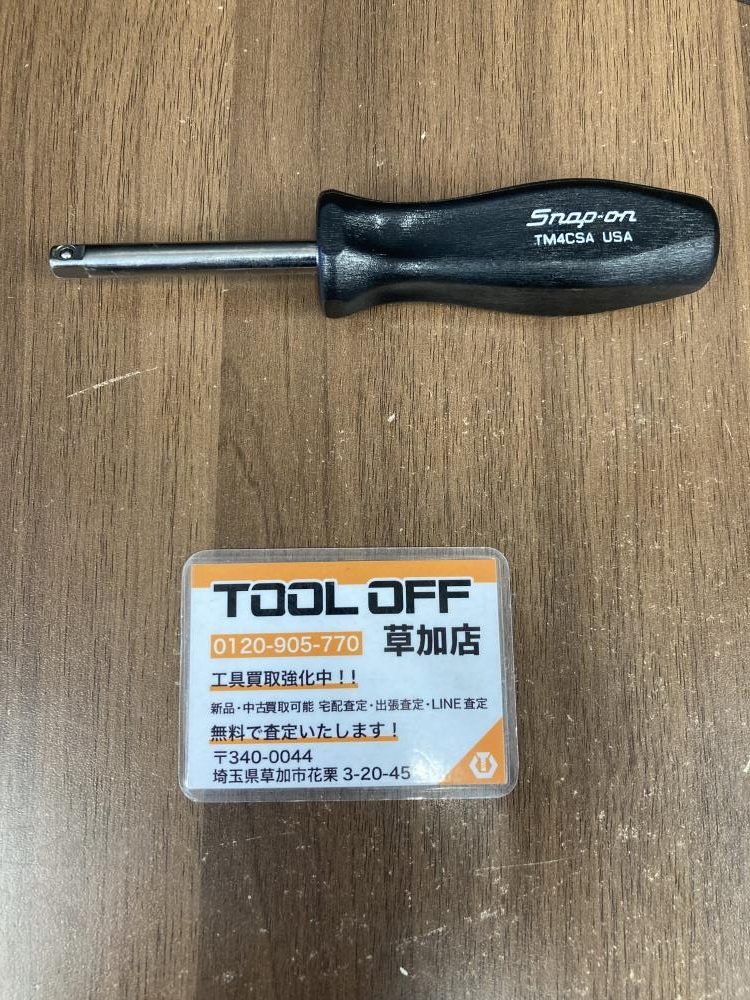 Snap-on
TM4CSA USA
TOOL OFF
0120-905-770 草加店
工具買取強化中!!
新品・中古買取可能 宅配査定・出張査定・LINE査定
無料で査定いたします!
〒340-0044
埼玉県草加市花栗 3-20-45